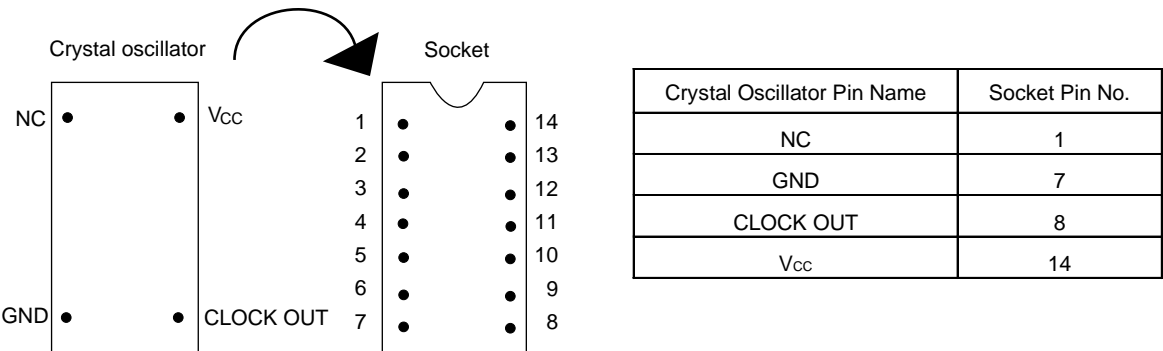 Crystal oscillator
NC
VCC
GND
CLOCK OUT
Socket
1
14
2
13
3
12
4
11
5
10
6
9
7
8
Crystal Oscillator Pin Name Socket Pin No.
NC 1
GND 7
CLOCK OUT 8
VCC 14